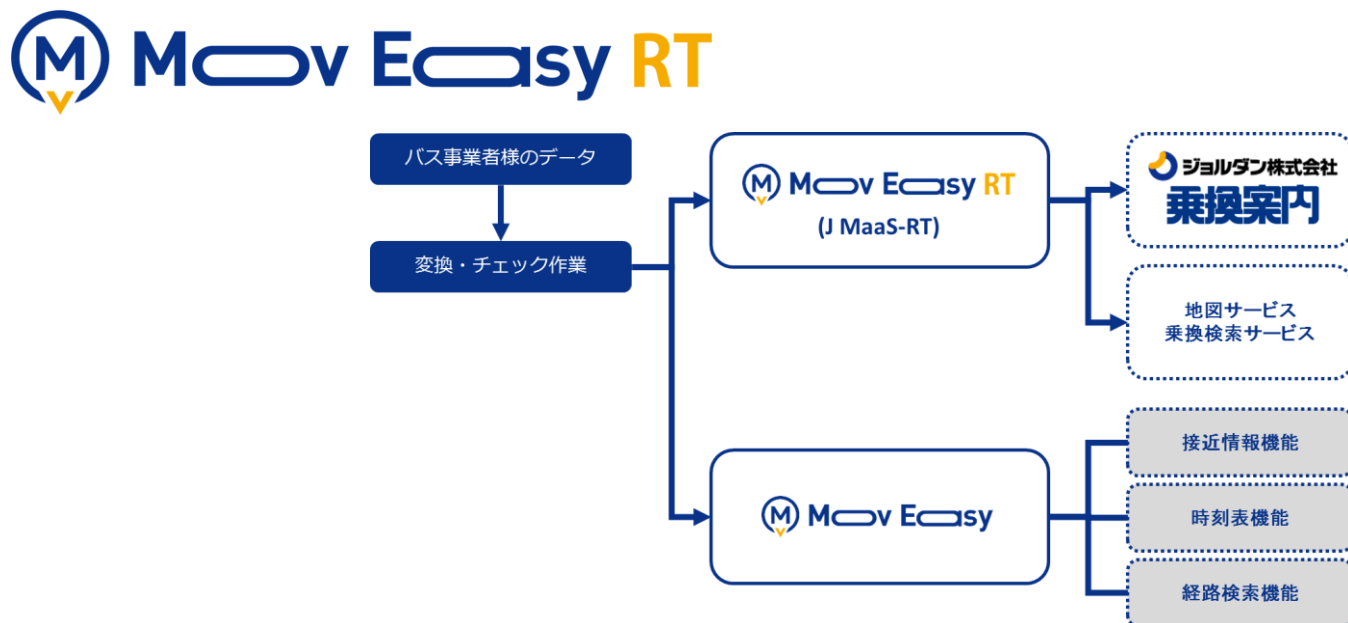 M Mov Easy RT
バス事業者様のデータ
変換・チェック作業
M Mov Easy RT
(J MaaS-RT)
ジョルダン株式会社
乗換案内
地図サービス
乗換検索サービス
M Mov Easy
接近情報機能
時刻表機能
経路検索機能